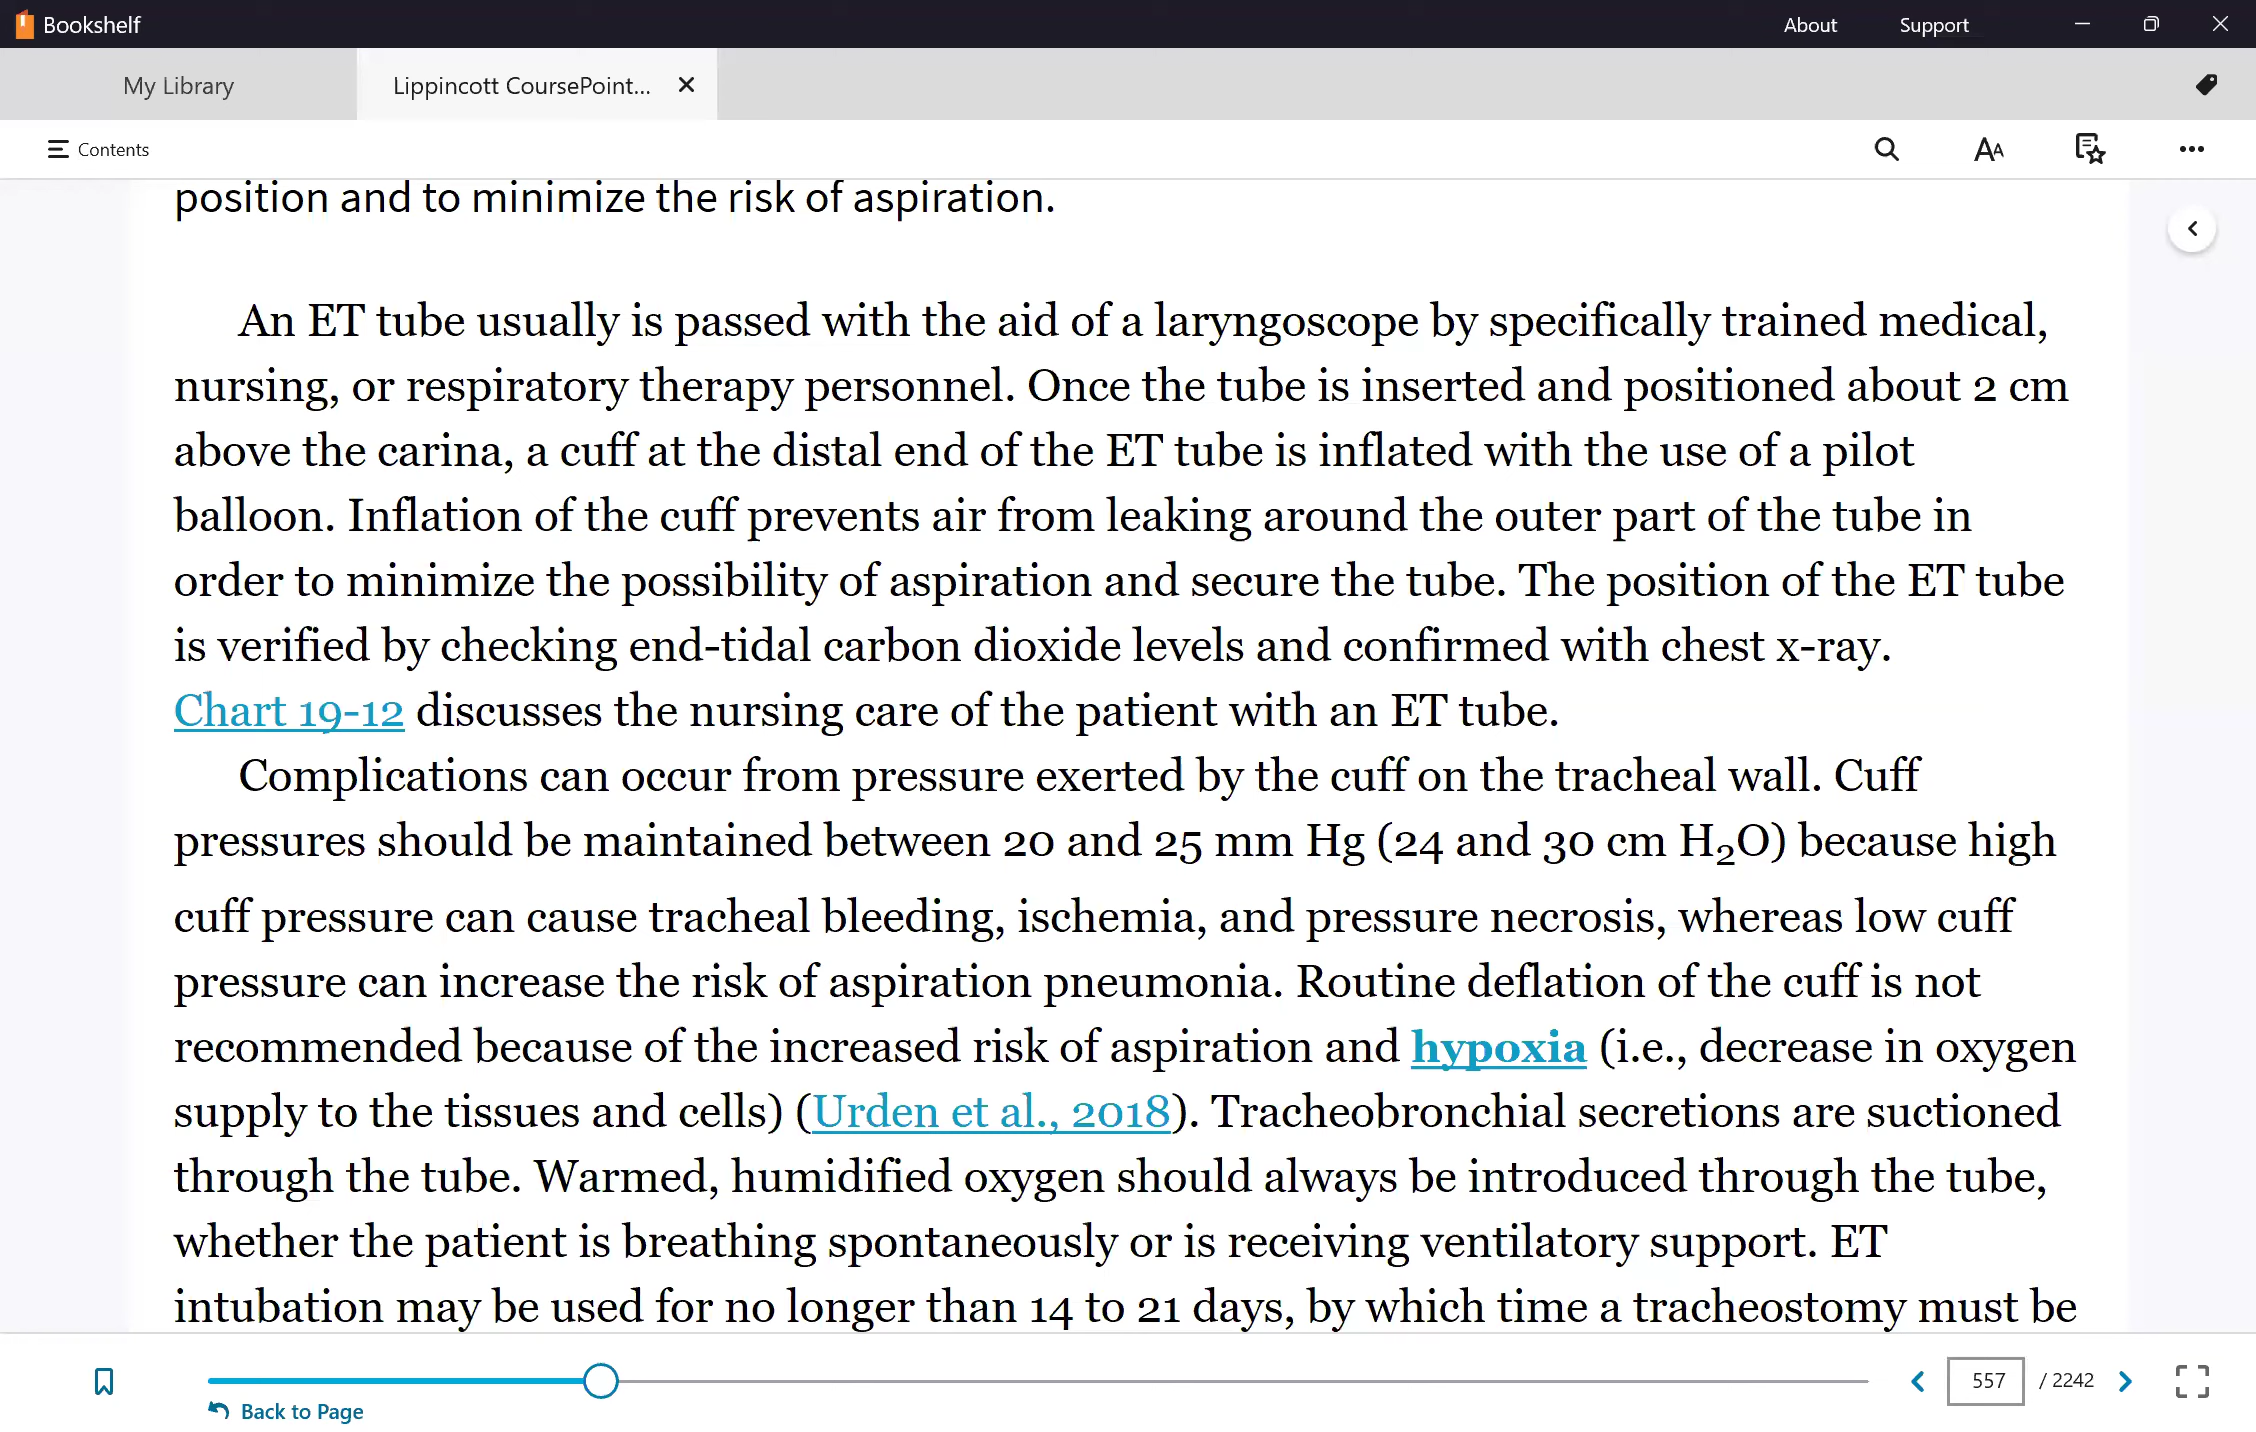 Bookshelf
About Support
My Library
Lippincott CoursePoint...
Contents
position and to minimize the risk of aspiration.
An ET tube usually is passed with the aid of a laryngoscope by specifically trained medical,
nursing, or respiratory therapy personnel. Once the tube is inserted and positioned about 2 cm
above the carina, a cuff at the distal end of the ET tube is inflated with the use of a pilot
balloon. Inflation of the cuff prevents air from leaking around the outer part of the tube in
order to minimize the possibility of aspiration and secure the tube. The position of the ET tube
is verified by checking end-tidal carbon dioxide levels and confirmed with chest x-ray.
Chart 19-12 discusses the nursing care of the patient with an ET tube.
Complications can occur from pressure exerted by the cuff on the tracheal wall. Cuff
pressures should be maintained between 20 and 25 mm Hg (24 and 30 cm H₂O) because high
cuff pressure can cause tracheal bleeding, ischemia, and pressure necrosis, whereas low cuff
pressure can increase the risk of aspiration pneumonia. Routine deflation of the cuff is not
recommended because of the increased risk of aspiration and hypoxia (i.e., decrease in oxygen
supply to the tissues and cells) (Urden et al., 2018). Tracheobronchial secretions are suctioned
through the tube. Warmed, humidified oxygen should always be introduced through the tube,
whether the patient is breathing spontaneously or is receiving ventilatory support. ET
intubation may be used for no longer than 14 to 21 days, by which time a tracheostomy must be
557 / 2242
Back to Page